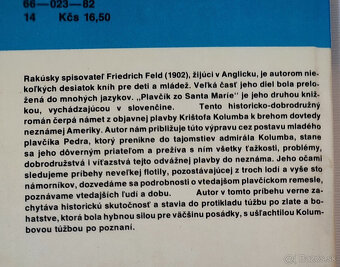 66—023—82
14 Kčs 16,50
Rakúsky spisovateľ Friedrich Feld (1902), žijúci v Anglicku, je autorom nie-
koľkých desiatok kníh pre deti a mládež. Veľká časť jeho diel bola prelo-
žená do mnohých jazykov. „Plavčík zo Santa Marie" je jeho druhou knižkou,
vychádzajúcou v slovenčine. Tento historicko-dobrodružný
román čerpá námet z objavnej plavby Krištofa Kolumba k brehom dovtedy
neznámej Ameriky. Autor nám približuje túto výpravu cez postavu mladého
plavčíka Pedra, ktorý prenikne do tajomstiev admirála Kolumba, stane
sa jeho dôverným priateľom a prežíva s ním všetky ťažkosti, problémy,
dobrodružstvá i víťazstvá tejto odvážnej plavby do neznáma. Jeho očami
sledujeme príbehy neveľkej flotily, pozostávajúcej z troch lodí a vyše sto
námorníkov, dozvedáme sa podrobnosti o vtedajšom plavčíckom remesle,
poznávame vtedajších ľudí a dobu. Autor v tomto príbehu verne za-
chytáva historickú skutočnosť a stavia do protikladu túžbu po zlate a bo-
hatstve, ktorá bola hybnou silou pre väčšinu posádky, s ušľachtilou Kolum-
bovou túžbou po poznaní.
bazos.sk